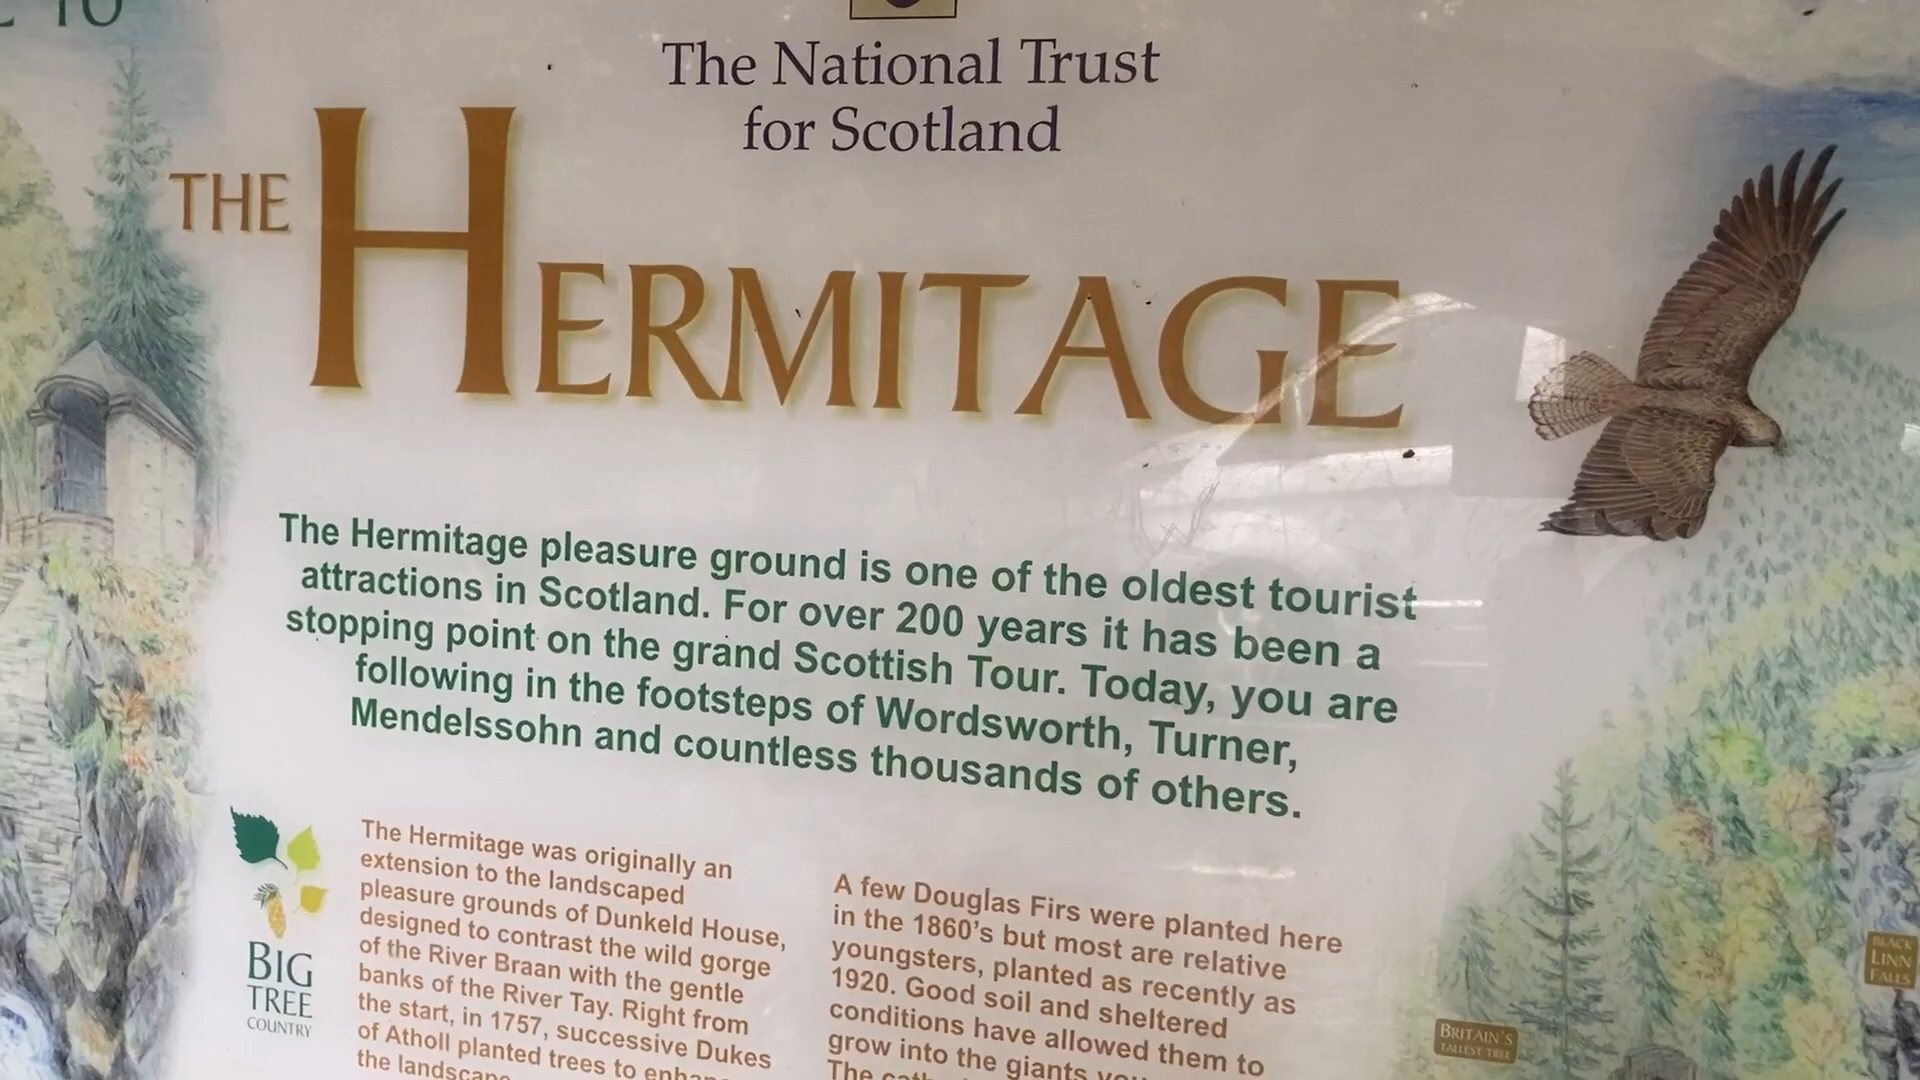 The National Trust
for Scotland
THE HERMITAGE
The Hermitage pleasure ground is one of the oldest tourist
attractions in Scotland. For over 200 years it has been a
stopping point on the grand Scottish Tour. Today, you are
following in the footsteps of Wordsworth, Turner,
Mendelssohn and countless thousands of others.
BIG
TREE
COUNTRY
The Hermitage was originally an
extension to the landscaped
pleasure grounds of Dunkeld House,
designed to contrast the wild gorge
of the River Braan with the gentle
banks of the River Tay. Right from
the start, in 1757, successive Dukes
of Atholl planted trees to
the
A few Douglas Firs were planted here
in the 1860's but most are relative
youngsters, planted as recently as
1920. Good soil and sheltered
conditions have allowed them to
grow into the giants
The
BLACK
LINN
FALLS
BRITAIN'S
TALLEST TREE